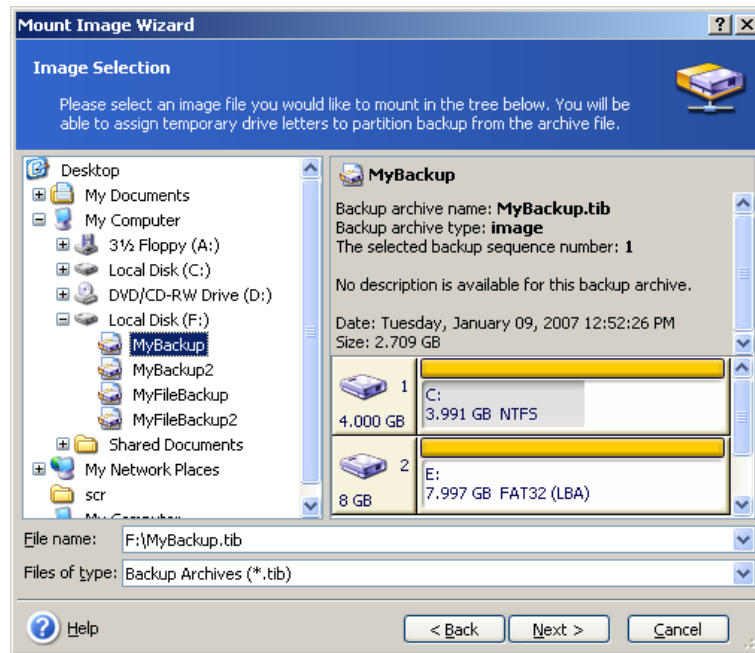 Mount Image Wizard
Image Selection
Please select an image file you would like to mount in the tree below. You will be
able to assign temporary drive letters to partition backup from the archive file.
Desktop
My Documents
My Computer
3½ Floppy (A:)
Local Disk (C:)
DVD/CD-RW Drive (D:)
Local Disk (F:)
MyBackup
MyBackup2
MyFileBackup
MyFileBackup2
Shared Documents
My Network Places
scr
My Computer
MyBackup
Backup archive name: MyBackup.tib
Backup archive type: image
The selected backup sequence number: 1
No description is available for this backup archive.
Date: Tuesday, January 09, 2007 12:52:26 PM
Size: 2.709 GB
1
4.000 GB
C:
3.991 GB NTFS
2
8 GB
E:
7.997 GB FAT32 (LBA)
File name: F:\MyBackup.tib
Files of type: Backup Archives (*.tib)
Help
< Back
Next >
Cancel